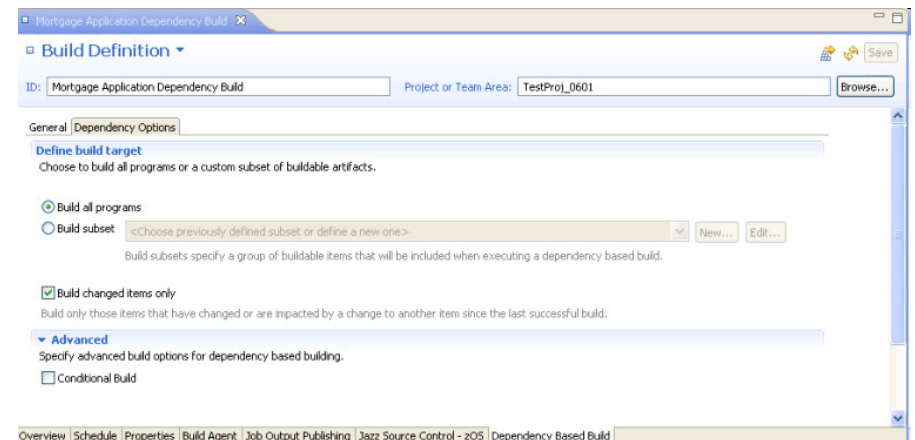 Mortgage Application Dependency Build
Build Definition
Save
ID: Mortgage Application Dependency Build Project or Team Area: TestProj_0601 Browse...
General Dependency Options
Define build target
Choose to build all programs or a custom subset of buildable artifacts.
Build all programs
Build subset <Choose previously defined subset or define a new one> New... Edit...
Build subsets specify a group of buildable items that will be included when executing a dependency based build.
Build changed items only
Build only those items that have changed or are impacted by a change to another item since the last successful build.
Advanced
Specify advanced build options for dependency based building.
Conditional Build
Overview Schedule Properties Build Agent Job Output Publishing Jazz Source Control - zOS Dependency Based Build